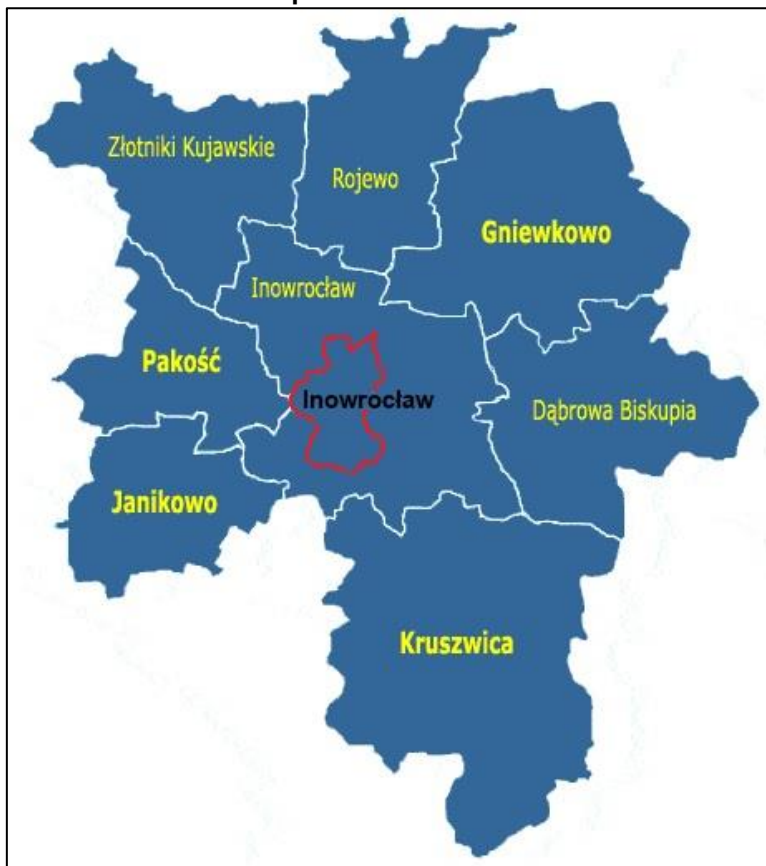 Złotniki Kujawskie
Rojewo
Gniewkowo
Inowrocław
Pakość
Inowrocław
Dąbrowa Biskupia
Janikowo
Kruszwica